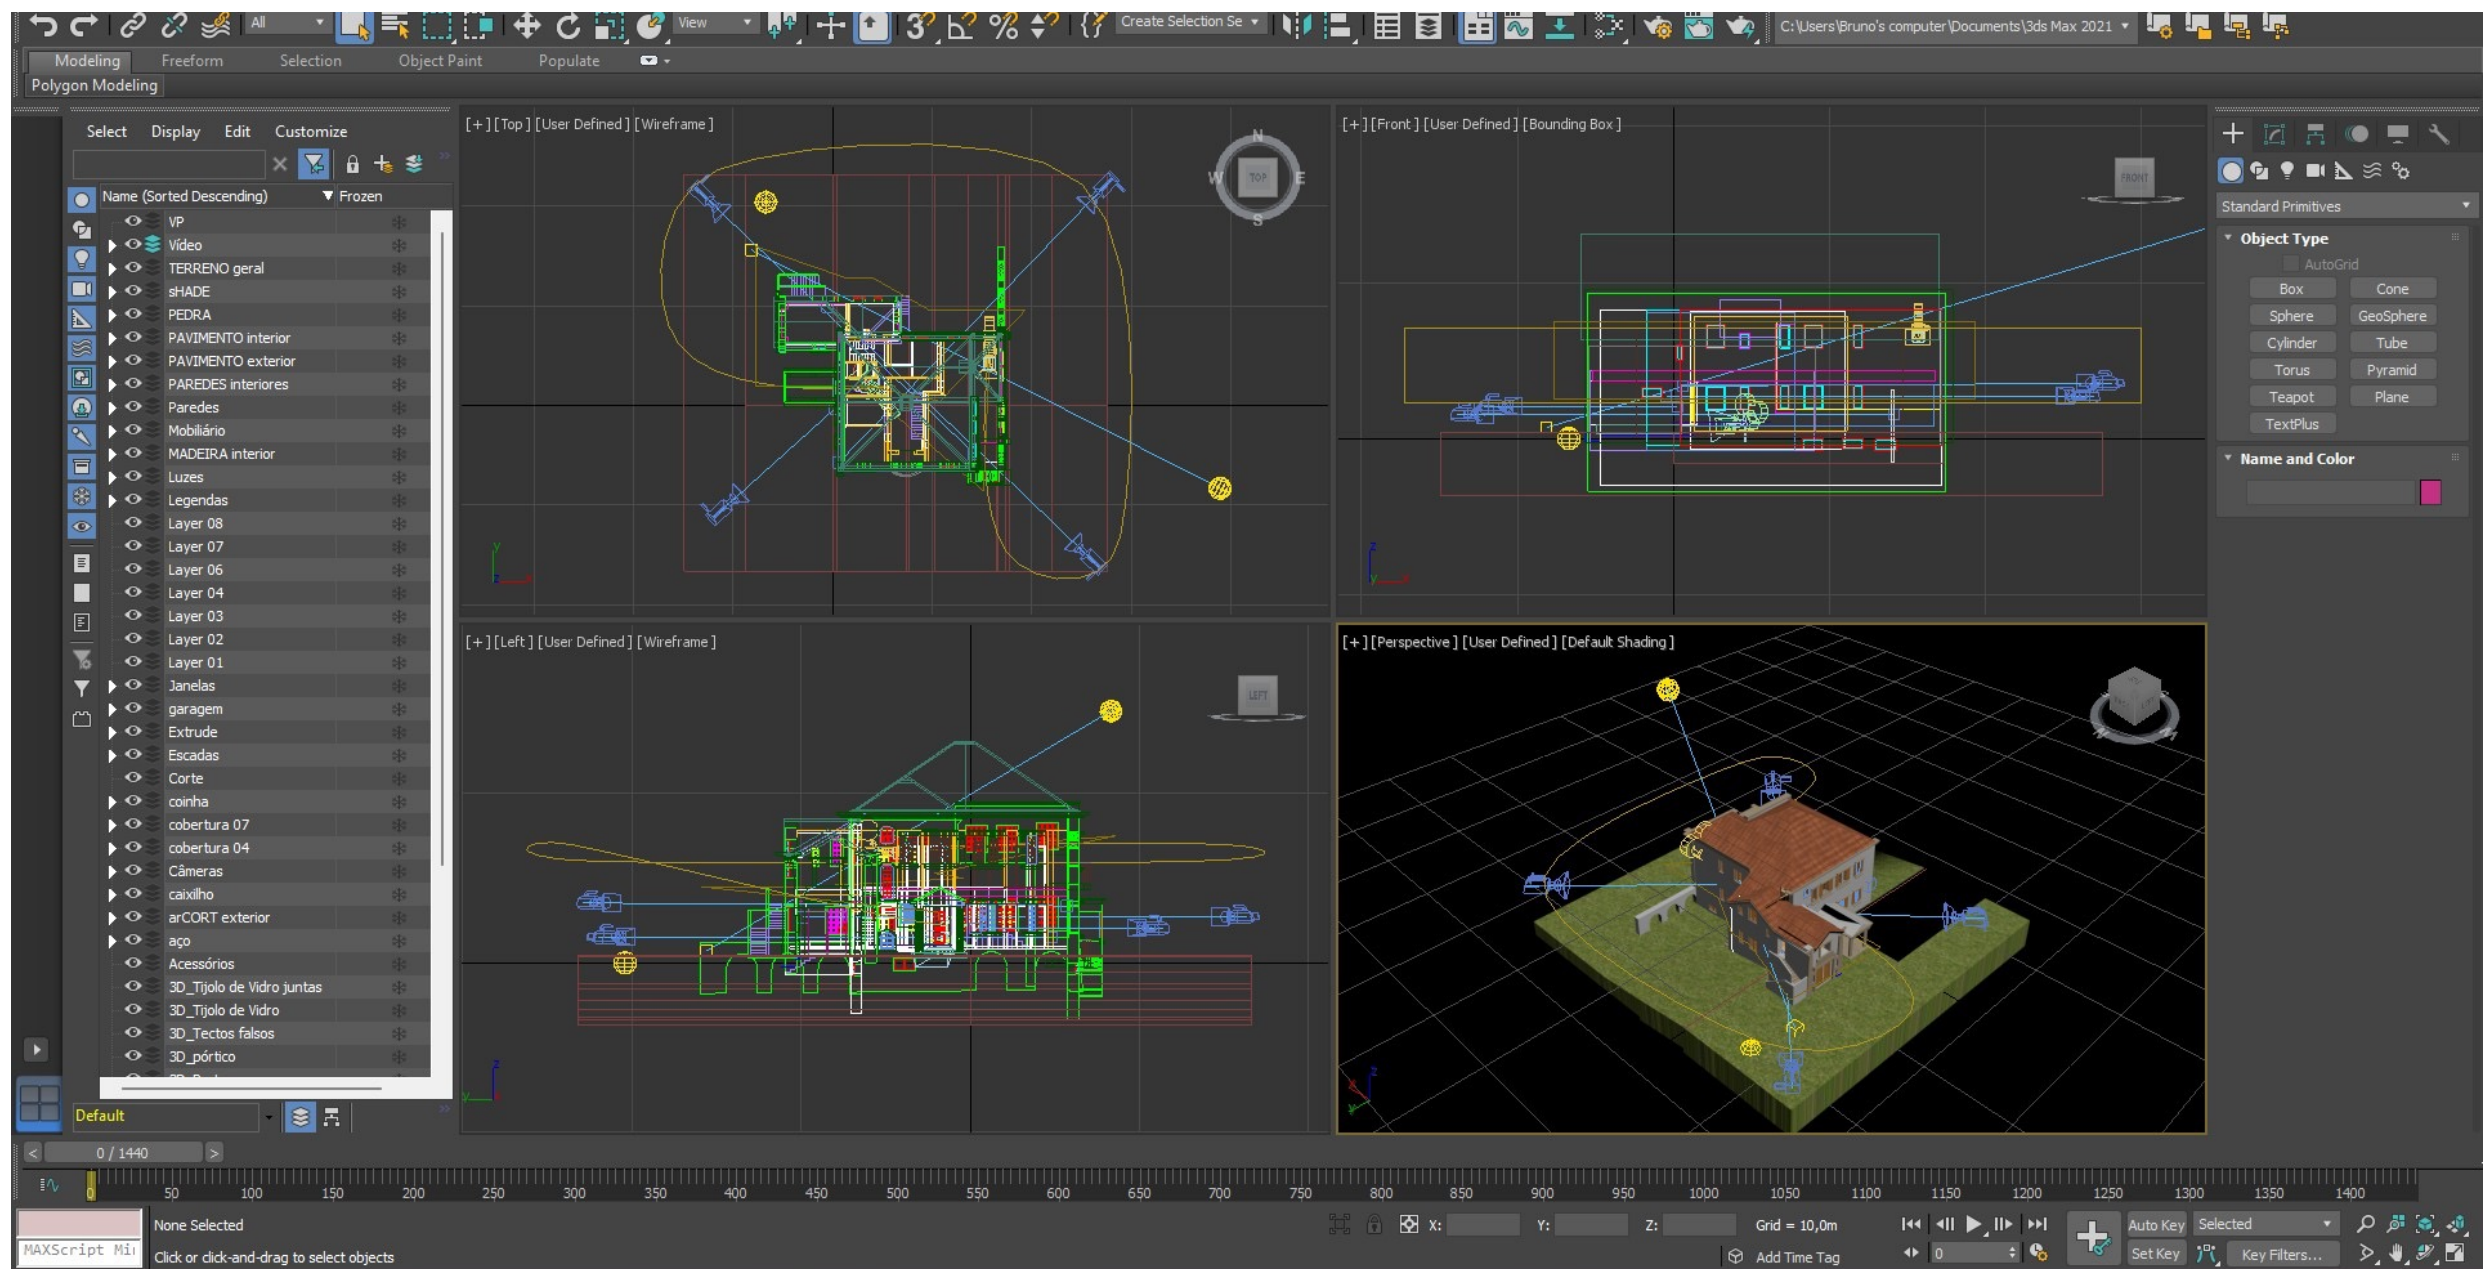 All
View
Create Selection Se
C:\Users\Bruno's computer\Documents\3ds Max 2021
Modeling Freeform Selection Object Paint Populate
Polygon Modeling
Select Display Edit Customize
Name (Sorted Descending) Frozen
VP
Vídeo
TERRENO geral
sHADE
PEDRA
PAVIMENTO interior
PAVIMENTO exterior
PAREDES interiores
Paredes
Mobiliário
MADEIRA interior
Luzes
Legendas
Layer 08
Layer 07
Layer 06
Layer 04
Layer 03
Layer 02
Layer 01
Janelas
garagem
Extrude
Escadas
Corte
coinha
cobertura 07
cobertura 04
Câmeras
caixilho
arCORT exterior
aço
Acessórios
3D_Tijolo de Vidro juntas
3D_Tijolo de Vidro
3D_Tectos falsos
3D_pórtico
Default
[+] [Top] [User Defined] [Wireframe]
N
W TOP E
S
y
[+] [Front] [User Defined] [Bounding Box]
FRONT
z
y
[+] [Left] [User Defined] [Wireframe]
LEFT
z
y
[+] [Perspective] [User Defined] [Default Shading]
z
x
y
Standard Primitives
Object Type
AutoGrid
Box Cone
Sphere GeoSphere
Cylinder Tube
Torus Pyramid
Teapot Plane
TextPlus
Name and Color
< 0 / 1440 >
0 50 100 150 200 250 300 350 400 450 500 550 600 650 700 750 800 850 900 950 1000 1050 1100 1150 1200 1250 1300 1350 1400
None Selected
X: Y: Z: Grid = 10,0m
Auto Key Selected
MAXScript Mi
Click or click-and-drag to select objects
Add Time Tag
0
Set Key Key Filters...